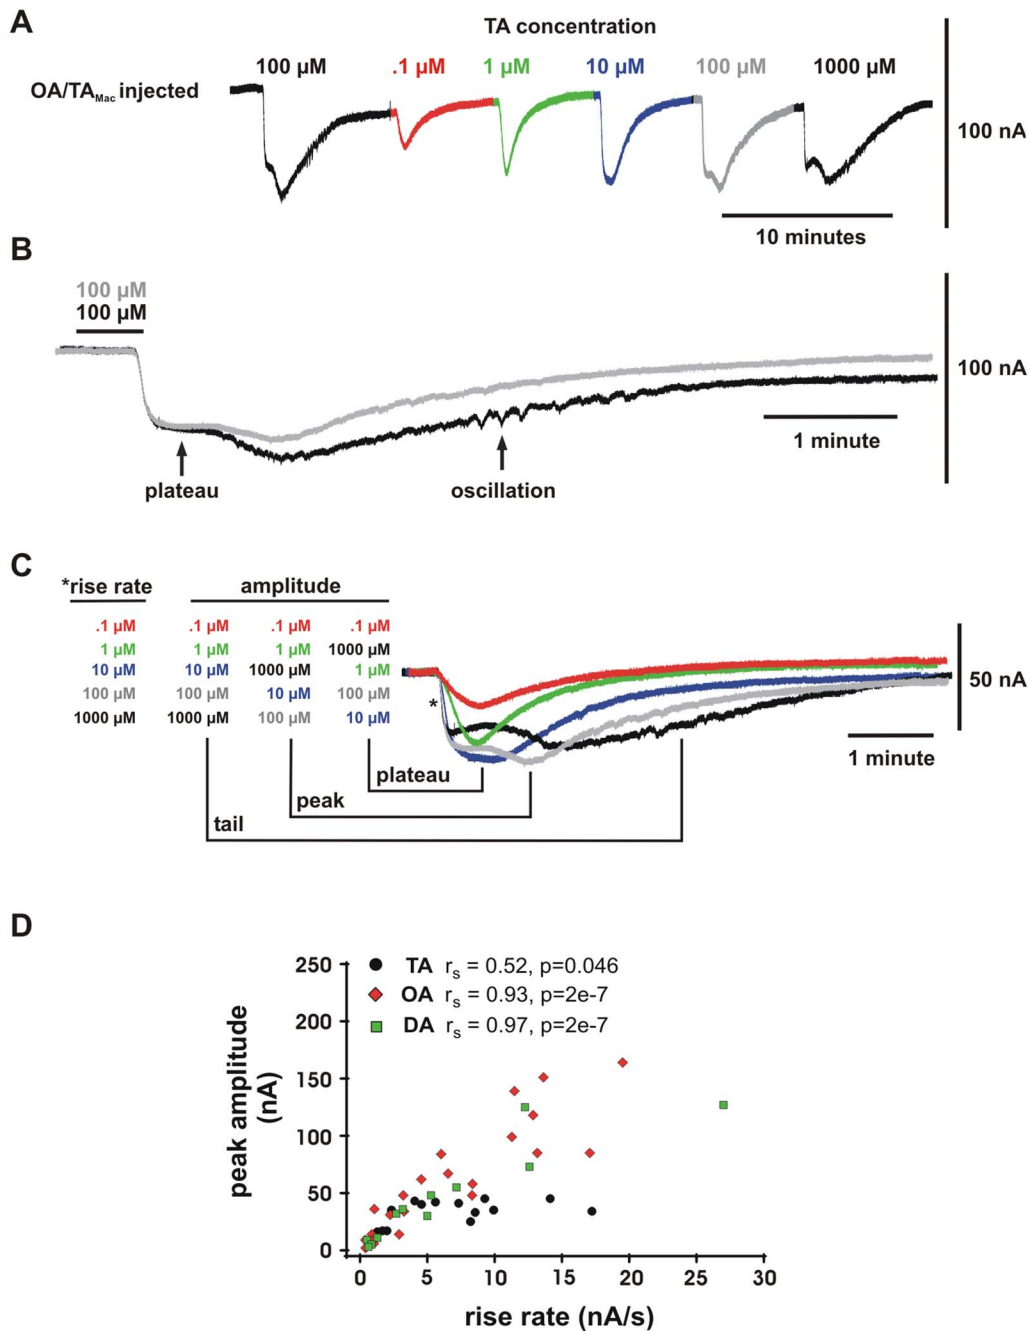 A
TA concentration
100 µM .1 µM 1 µM 10 µM 100 µM 1000 µM
OA/TAMac injected
100 nA
10 minutes
B
100 µM
100 µM
100 nA
1 minute
plateau
oscillation
C
*rise rate amplitude
.1 µM .1 µM .1 µM .1 µM
1 µM 1 µM 1 µM 1000 µM
10 µM 10 µM 1000 µM 1 µM
100 µM 100 µM 10 µM 100 µM
1000 µM 1000 µM 100 µM 10 µM
*
50 nA
1 minute
plateau
peak
tail
D
TA rs = 0.52, p=0.046
OA rs = 0.93, p=2e-7
DA rs = 0.97, p=2e-7
250
200
150
100
50
0
peak amplitude
(nA)
0 5 10 15 20 25 30
rise rate (nA/s)